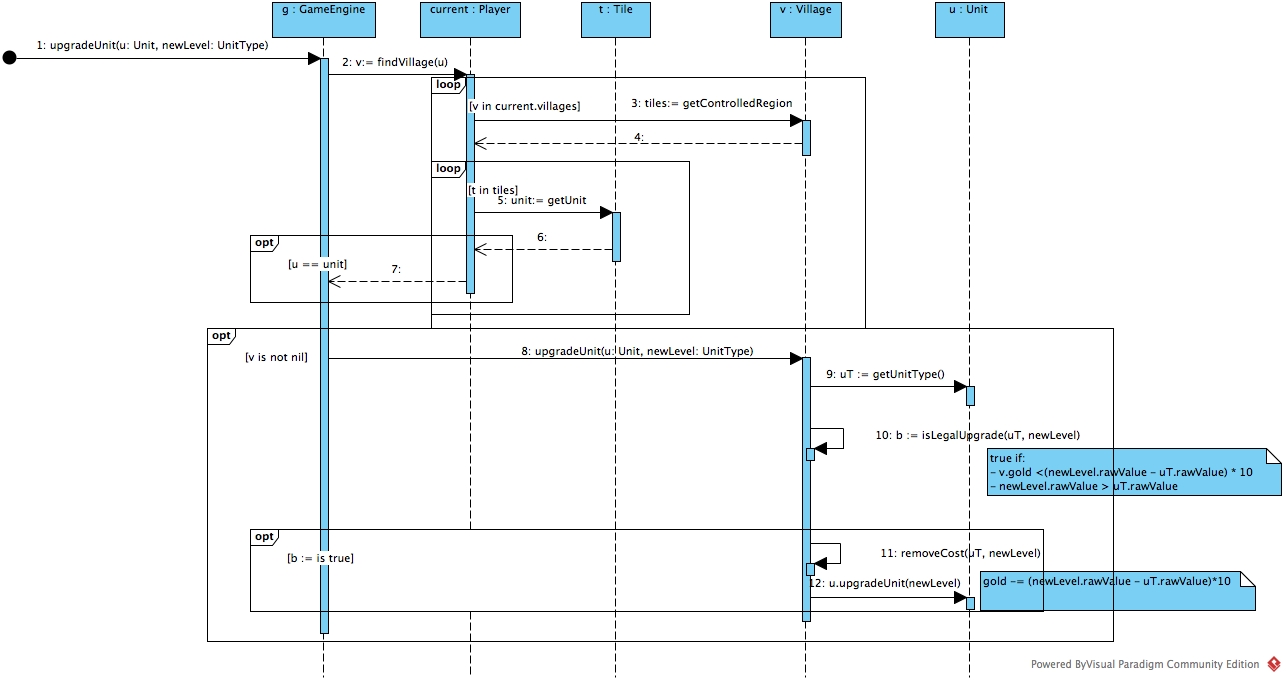 g : GameEngine
current : Player
t : Tile
v : Village
u : Unit
1: upgradeUnit(u: Unit, newLevel: UnitType)
2: v:= findVillage(u)
loop
[v in current.villages]
3: tiles:= getControlledRegion
4:
loop
[t in tiles]
5: unit:= getUnit
6:
opt
[u == unit]
7:
opt
[v is not nil]
8: upgradeUnit(u: Unit, newLevel: UnitType)
9: uT := getUnitType()
10: b := isLegalUpgrade(uT, newLevel)
true if:
- v.gold <(newLevel.rawValue - uT.rawValue) * 10
- newLevel.rawValue > uT.rawValue
opt
[b := is true]
11: removeCost(uT, newLevel)
12: u.upgradeUnit(newLevel)
gold -= (newLevel.rawValue - uT.rawValue)*10
Powered ByVisual Paradigm Community Edition